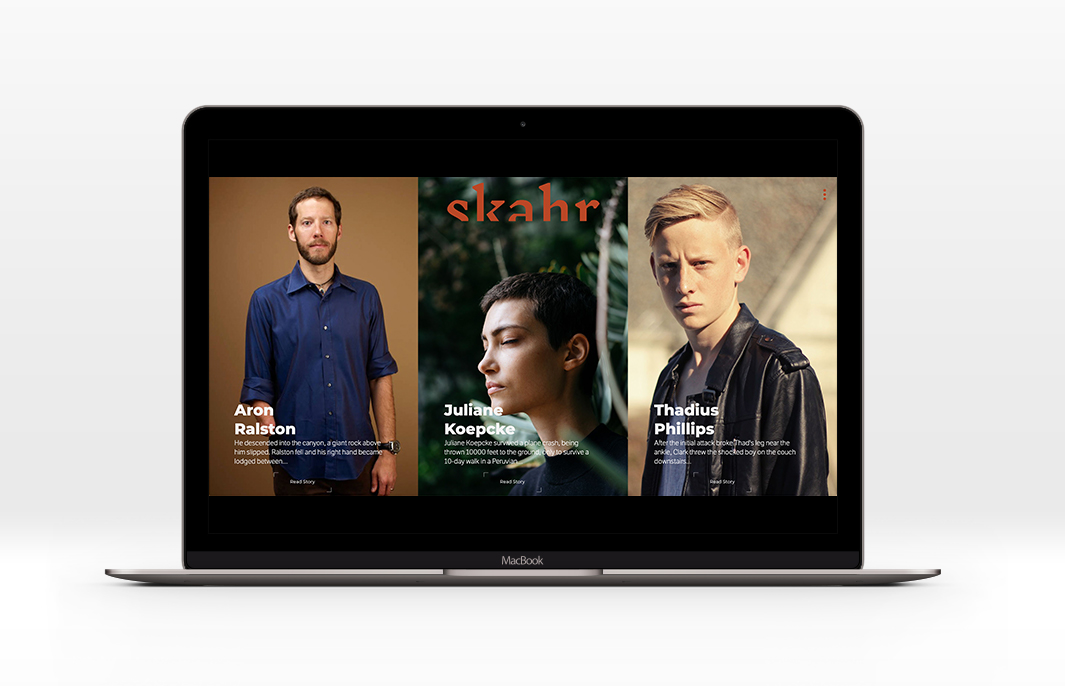 skahr
Aron
Ralston
He descended into the canyon, a giant rock above
him slipped. Ralston fell and his right hand became
lodged between...
Read Story
Juliane
Koepcke
Juliane Koepcke survived a plane crash, being
thrown 10000 feet to the ground, only to survive a
10-day walk in a Peruvian...
Read Story
Thadius
Phillips
After the initial attack broke Thad's leg near the
ankle, Clark threw the shocked boy on the couch
downstairs...
Read Story
MacBook